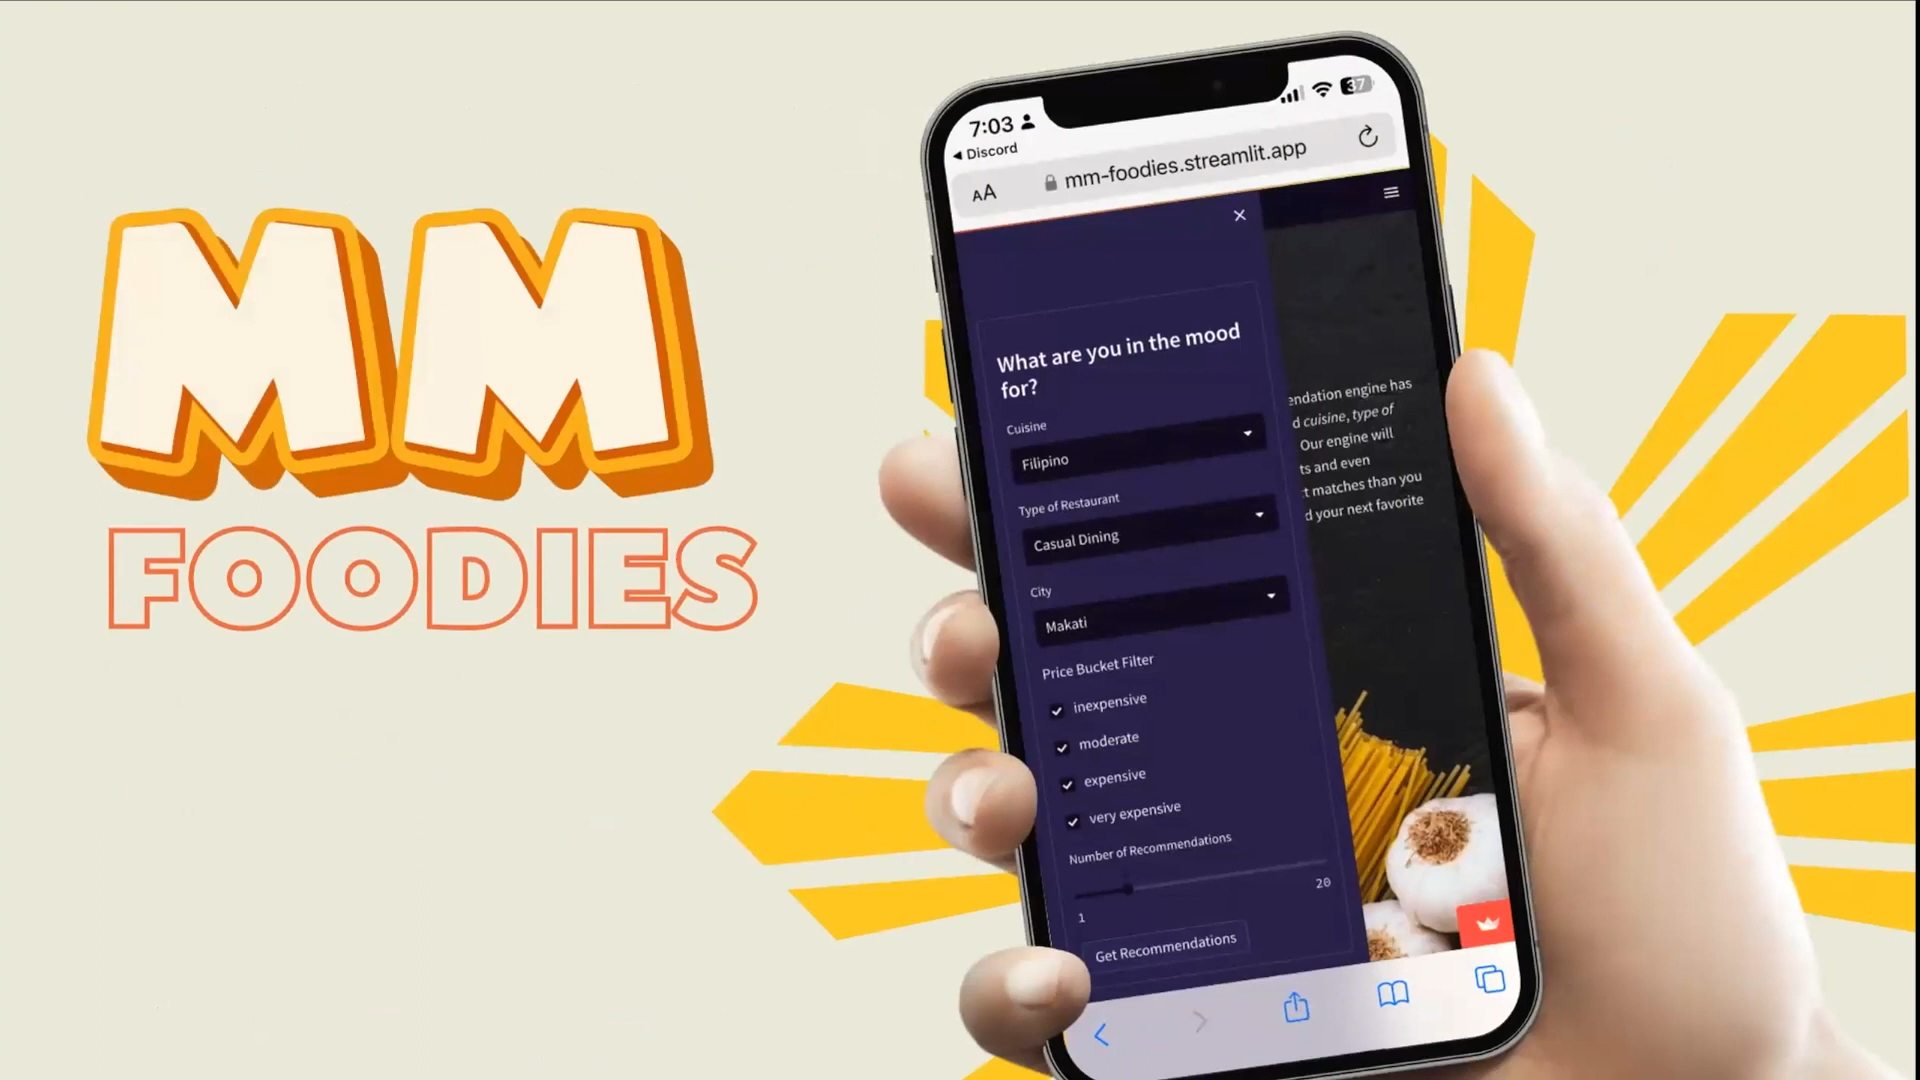 MM
FOODIES
7:03
37
Discord
AA
mm-foodies.streamlit.app
What are you in the mood
for?
Cuisine
Filipino
Type of Restaurant
Casual Dining
City
Makati
Price Bucket Filter
inexpensive
moderate
expensive
very expensive
Number of Recommendations
1
20
Get Recommendations
endation engine has
d cuisine, type of
Our engine will
ts and even
t matches than you
d your next favorite